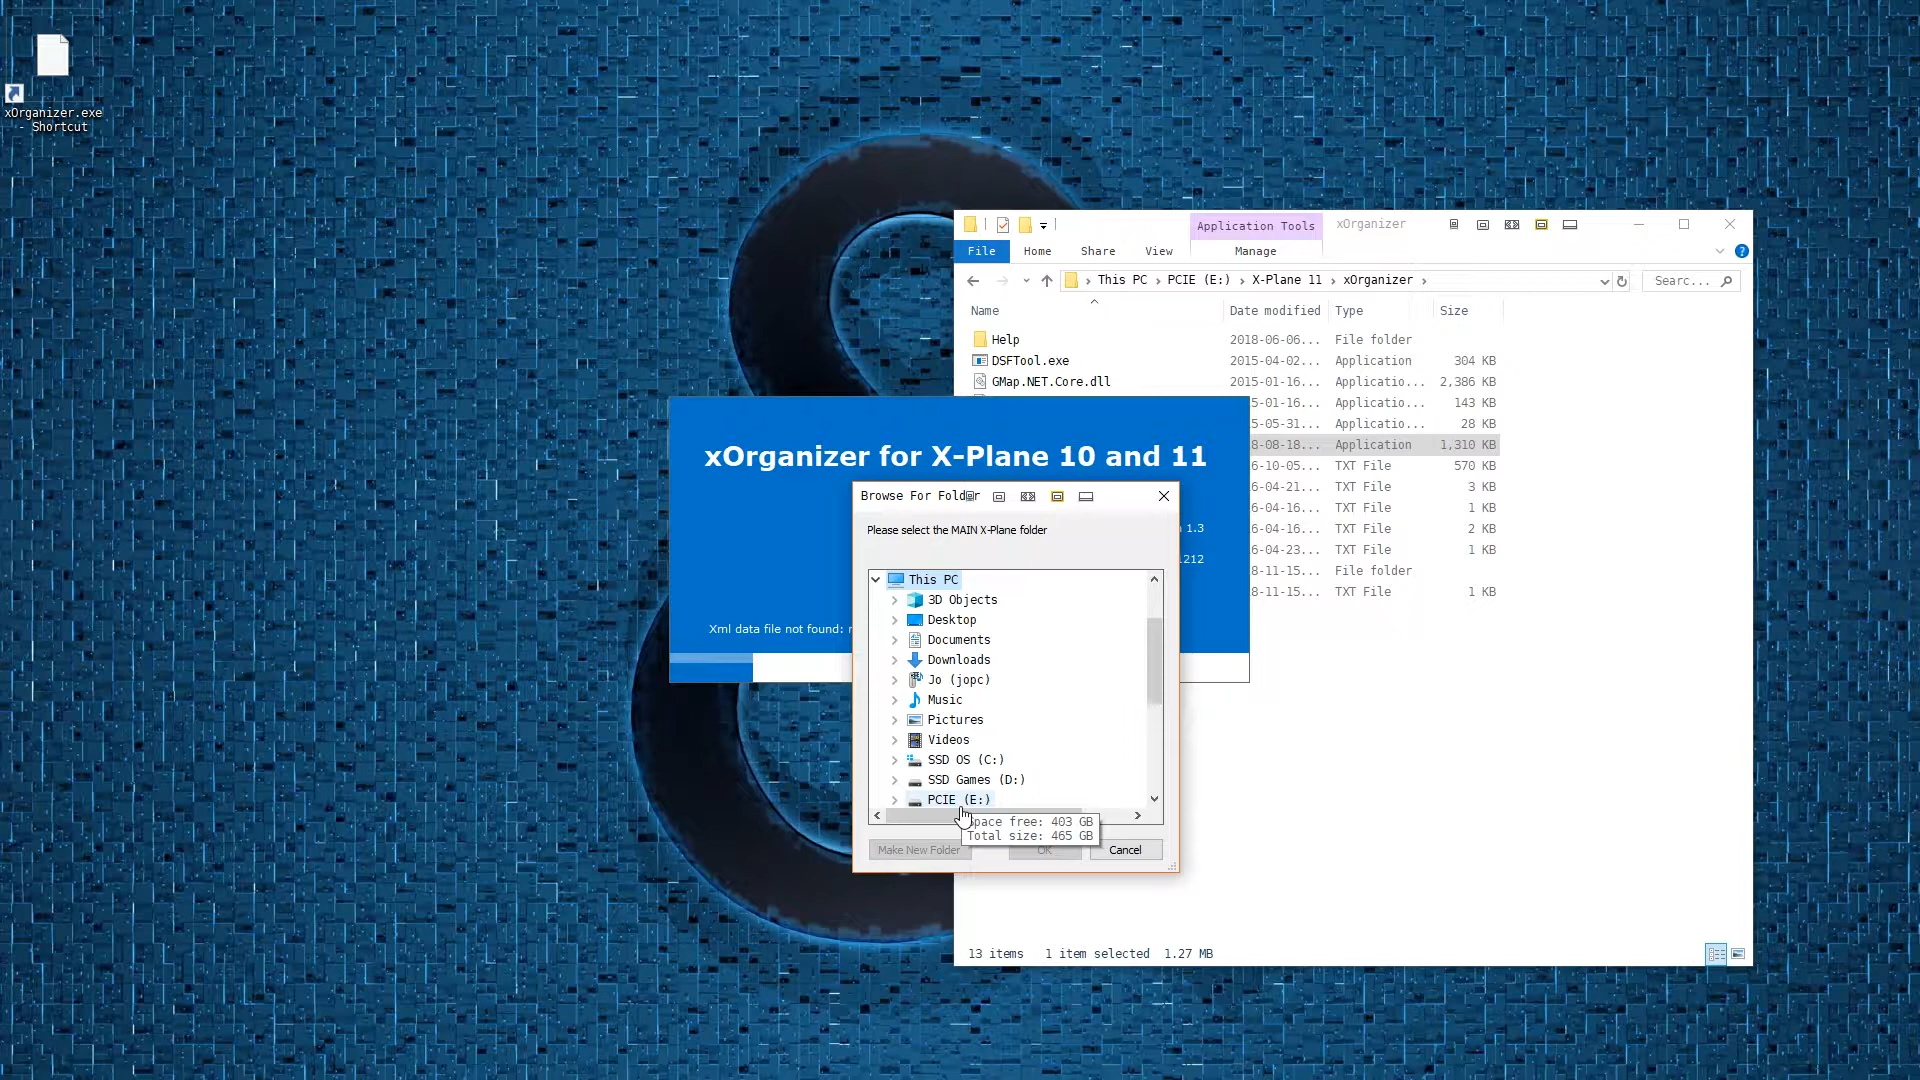 xOrganizer.exe
- Shortcut
Application Tools
xOrganizer
File
Home
Share
View
Manage
This PC
PCIE (E:)
X-Plane 11
xOrganizer
Searc...
Name
Date modified
Type
Size
Help
2018-06-06...
File folder
DSFTool.exe
2015-04-02...
Application
304 KB
GMap.NET.Core.dll
2015-01-16...
Applicatio...
2,386 KB
5-01-16...
Applicatio...
143 KB
5-05-31...
Applicatio...
28 KB
8-08-18...
Application
1,310 KB
6-10-05...
TXT File
570 KB
6-04-21...
TXT File
3 KB
6-04-16...
TXT File
1 KB
6-04-16...
TXT File
2 KB
6-04-23...
TXT File
1 KB
8-11-15...
File folder
8-11-15...
TXT File
1 KB
xOrganizer for X-Plane 10 and 11
1.3
1212
Xml data file not found:
Browse For Folder
Please select the MAIN X-Plane folder
This PC
3D Objects
Desktop
Documents
Downloads
Jo (jopc)
Music
Pictures
Videos
SSD OS (C:)
SSD Games (D:)
PCIE (E:)
Space free: 403 GB
Total size: 465 GB
Make New Folder
OK
Cancel
13 items
1 item selected
1.27 MB